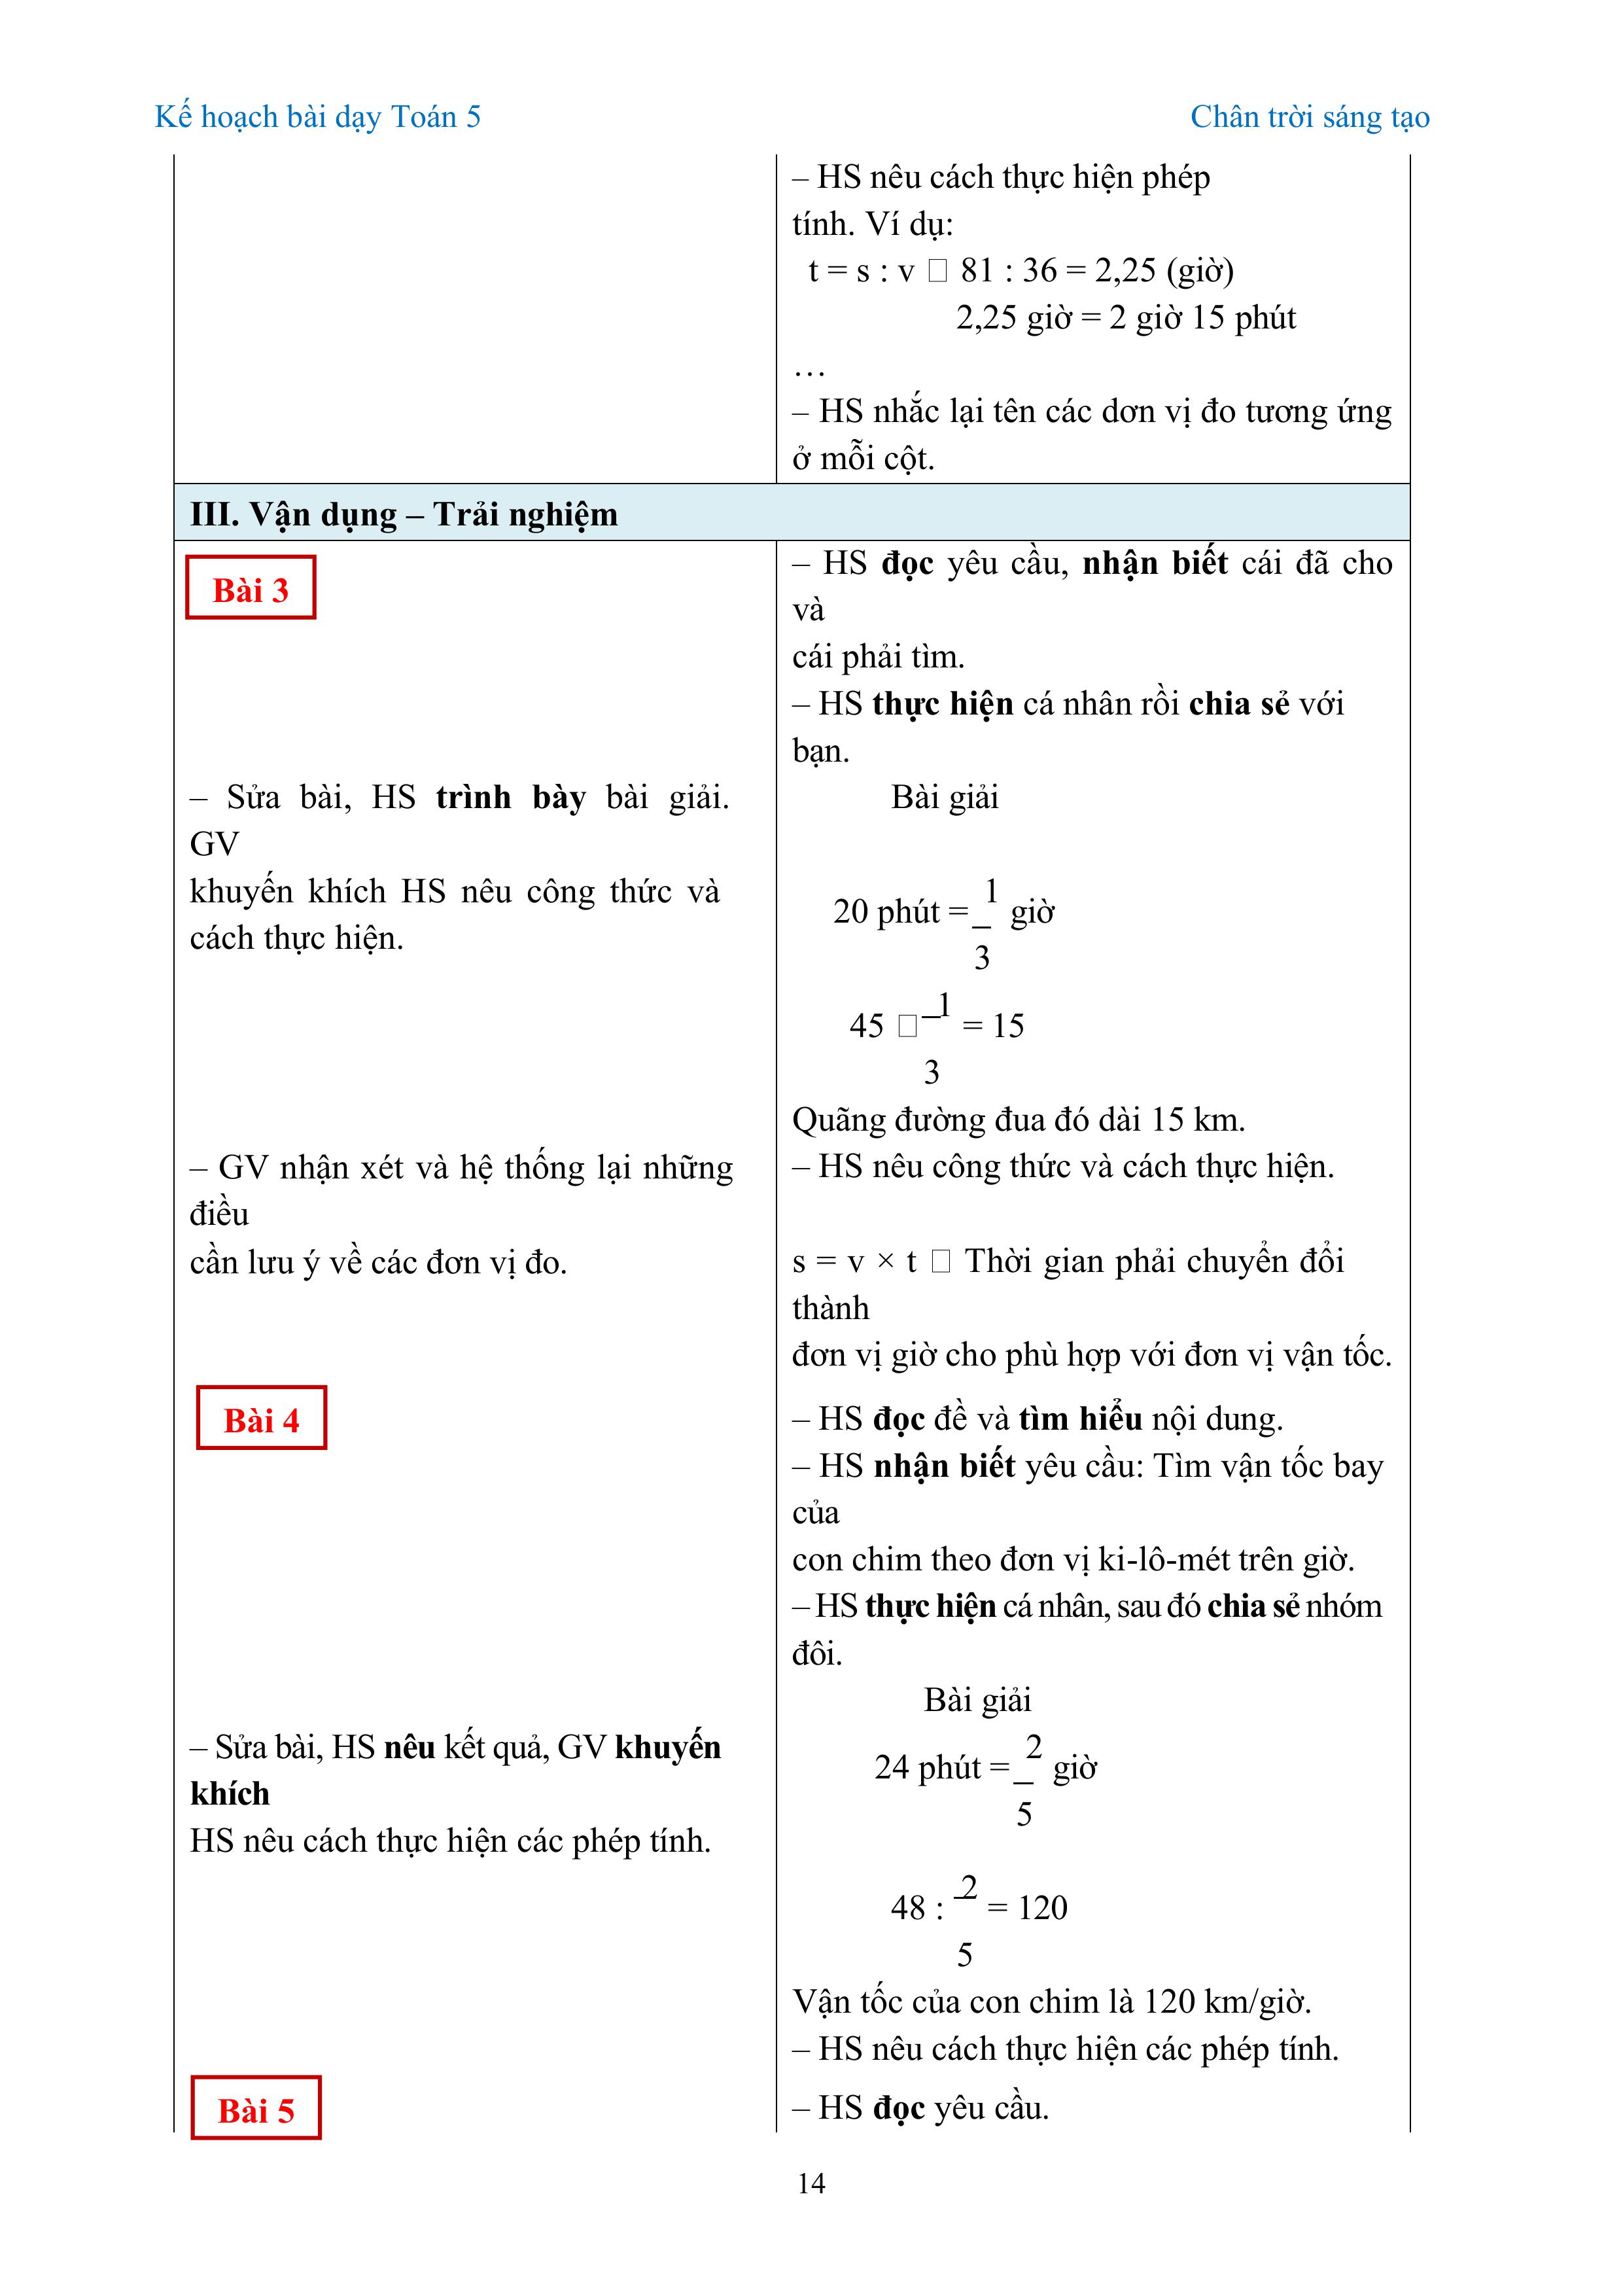 Kế hoạch bài dạy Toán 5 Chân trời sáng tạo
– HS nêu cách thực hiện phép
tính. Ví dụ:
t = s : v □ 81 : 36 = 2,25 (giờ)
2,25 giờ = 2 giờ 15 phút
…
– HS nhắc lại tên các dơn vị đo tương ứng
ở mỗi cột.
III. Vận dụng – Trải nghiệm
Bài 3
– Sửa bài, HS trình bày bài giải.
GV
khuyến khích HS nêu công thức và
cách thực hiện.
– GV nhận xét và hệ thống lại những
điều
cần lưu ý về các đơn vị đo.
– HS đọc yêu cầu, nhận biết cái đã cho
và
cái phải tìm.
– HS thực hiện cá nhân rồi chia sẻ với
bạn.
Bài giải
1
20 phút = _ giờ
3
45 □ _1 = 15
3
Quãng đường đua đó dài 15 km.
– HS nêu công thức và cách thực hiện.
s = v × t □ Thời gian phải chuyển đổi
thành
đơn vị giờ cho phù hợp với đơn vị vận tốc.
Bài 4
– Sửa bài, HS nêu kết quả, GV khuyến
khích
HS nêu cách thực hiện các phép tính.
– HS đọc đề và tìm hiểu nội dung.
– HS nhận biết yêu cầu: Tìm vận tốc bay
của
con chim theo đơn vị ki-lô-mét trên giờ.
– HS thực hiện cá nhân, sau đó chia sẻ nhóm
đôi.
Bài giải
2
24 phút = _ giờ
5
48 : _2 = 120
5
Vận tốc của con chim là 120 km/giờ.
– HS nêu cách thực hiện các phép tính.
Bài 5
– HS đọc yêu cầu.
14